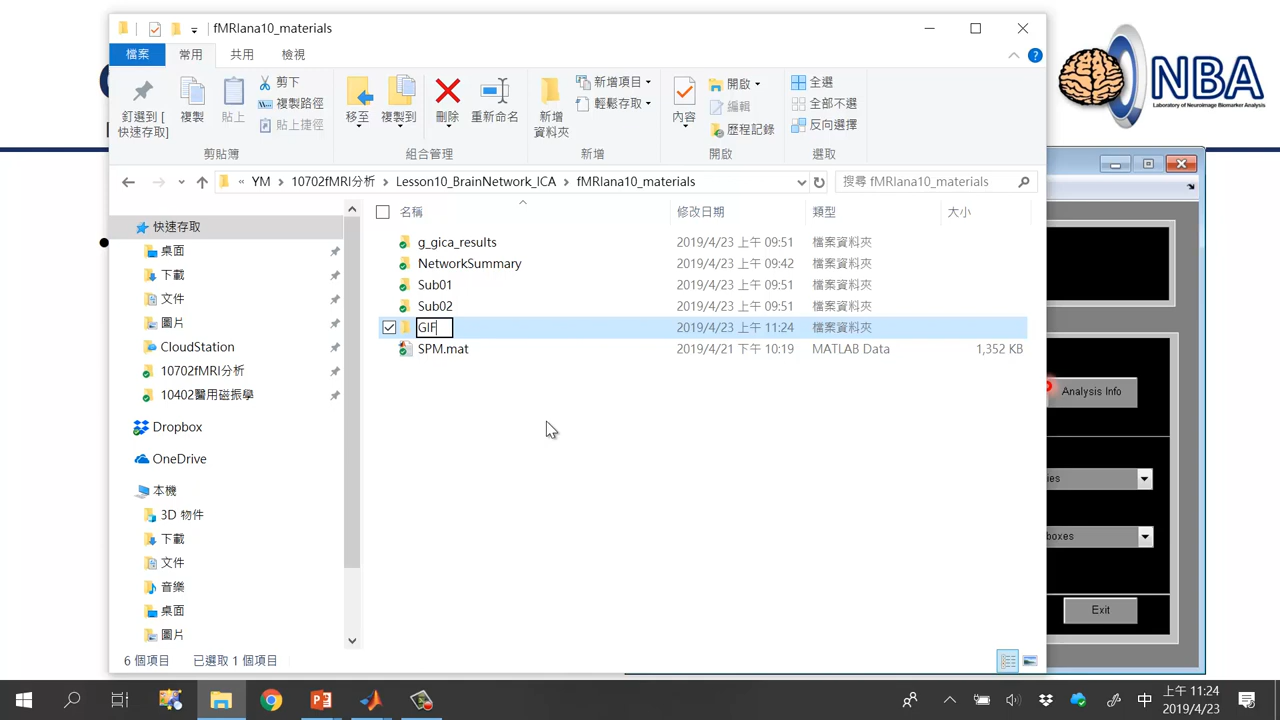 fMRIana10_materials
檔案 常用 共用 檢視
釘選到 [
快速存取]
複製
貼上
剪下
複製路徑
貼上捷徑
剪貼簿
移至
複製到
刪除
重新命名
組合管理
新增
資料夾
新增項目
輕鬆存取
新增
內容
開啟
編輯
歷程記錄
開啟
全選
全部不選
反向選擇
選取
« YM › 10702fMRI分析 › Lesson10_BrainNetwork_ICA › fMRIana10_materials
搜尋 fMRIana10_materials
快速存取
桌面
下載
文件
圖片
CloudStation
10702fMRI分析
10402醫用磁振學
Dropbox
OneDrive
本機
3D 物件
下載
文件
音樂
桌面
圖片
名稱 修改日期 類型 大小
g_gica_results 2019/4/23 上午 09:51 檔案資料夾
NetworkSummary 2019/4/23 上午 09:42 檔案資料夾
Sub01 2019/4/23 上午 09:51 檔案資料夾
Sub02 2019/4/23 上午 09:51 檔案資料夾
GIF 2019/4/23 上午 11:24 檔案資料夾
SPM.mat 2019/4/21 下午 10:19 MATLAB Data 1,352 KB
6 個項目 已選取 1 個項目
NBA
Laboratory of Neuroimage Biomarker Analysis
Analysis Info
es
boxes
Exit
中
上午 11:24
2019/4/23